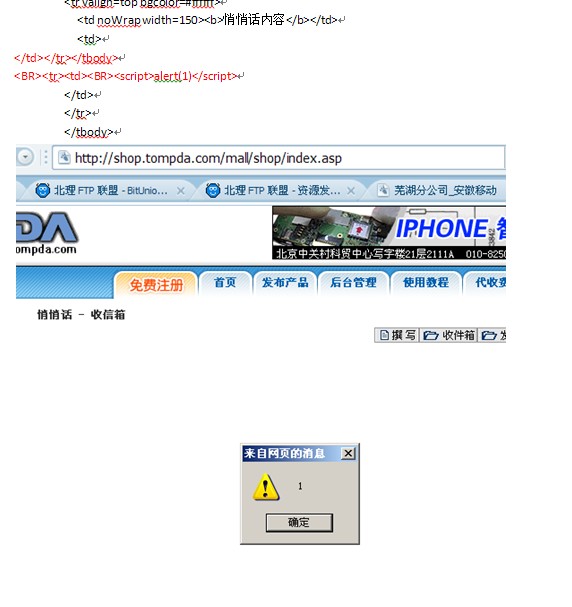 <tr valign=top bgcolor=#ffffff>
<td noWrap width=150><b>悄悄话内容</b></td>
<td>
</td></tr></tbody>
<BR><tr><td><BR><script>alert(1)</script>
</td>
</tr>
</tbody>
http://shop.tompda.com/mall/shop/index.asp
北理 FTP 联盟 - BitUnio... 北理 FTP 联盟 - 资源发... 芜湖分公司_安徽移动
DA
ompda.com
IPHONE 智
北京中关村科贸中心写字楼21层2111A 010-8250
免费注册 首页 发布产品 后台管理 使用教程 代收费
悄悄话 - 收信箱
撰写 收件箱
来自网页的消息
1
确定